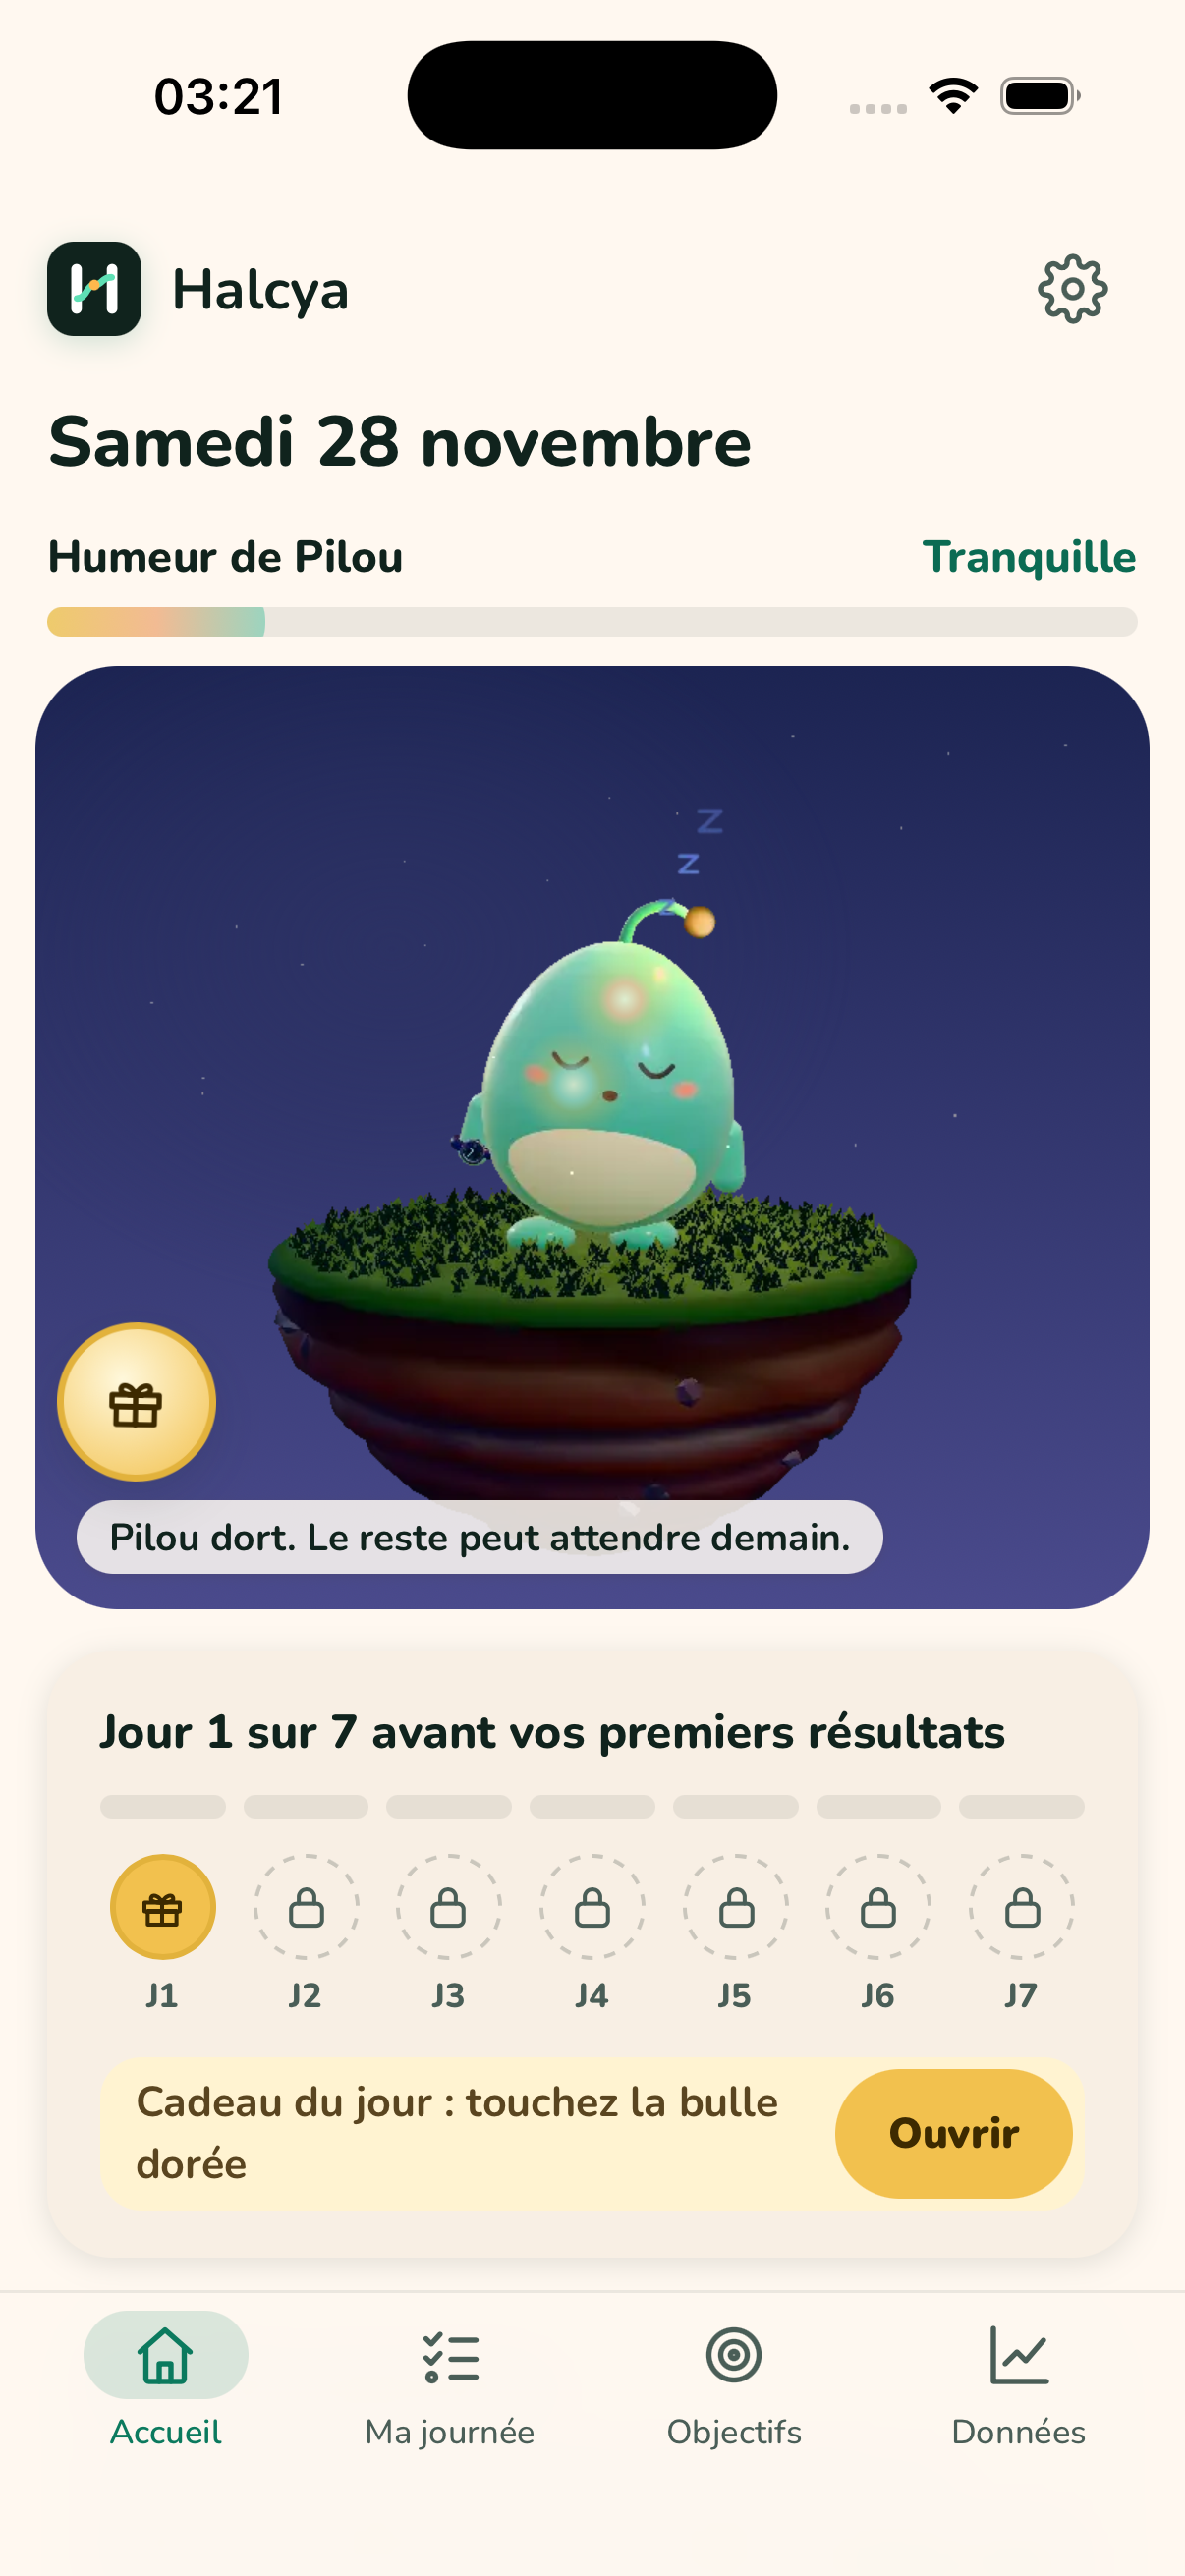 03:21
Halcya
Samedi 28 novembre
Humeur de Pilou
Tranquille
z
z
z
Pilou dort. Le reste peut attendre demain.
Jour 1 sur 7 avant vos premiers résultats
J1 J2 J3 J4 J5 J6 J7
Cadeau du jour : touchez la bulle
dorée
Ouvrir
Accueil Ma journée Objectifs Données